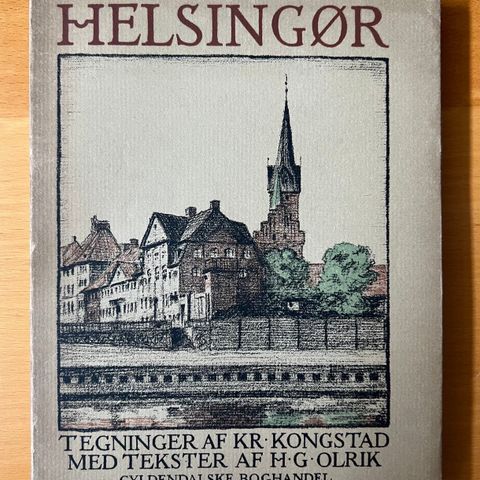 HELSINGØR
TEGNINGER AF KR·KONGSTAD
MED TEKSTER AF H·G·OLRIK
GYLDENDALSKE BOGHANDEL